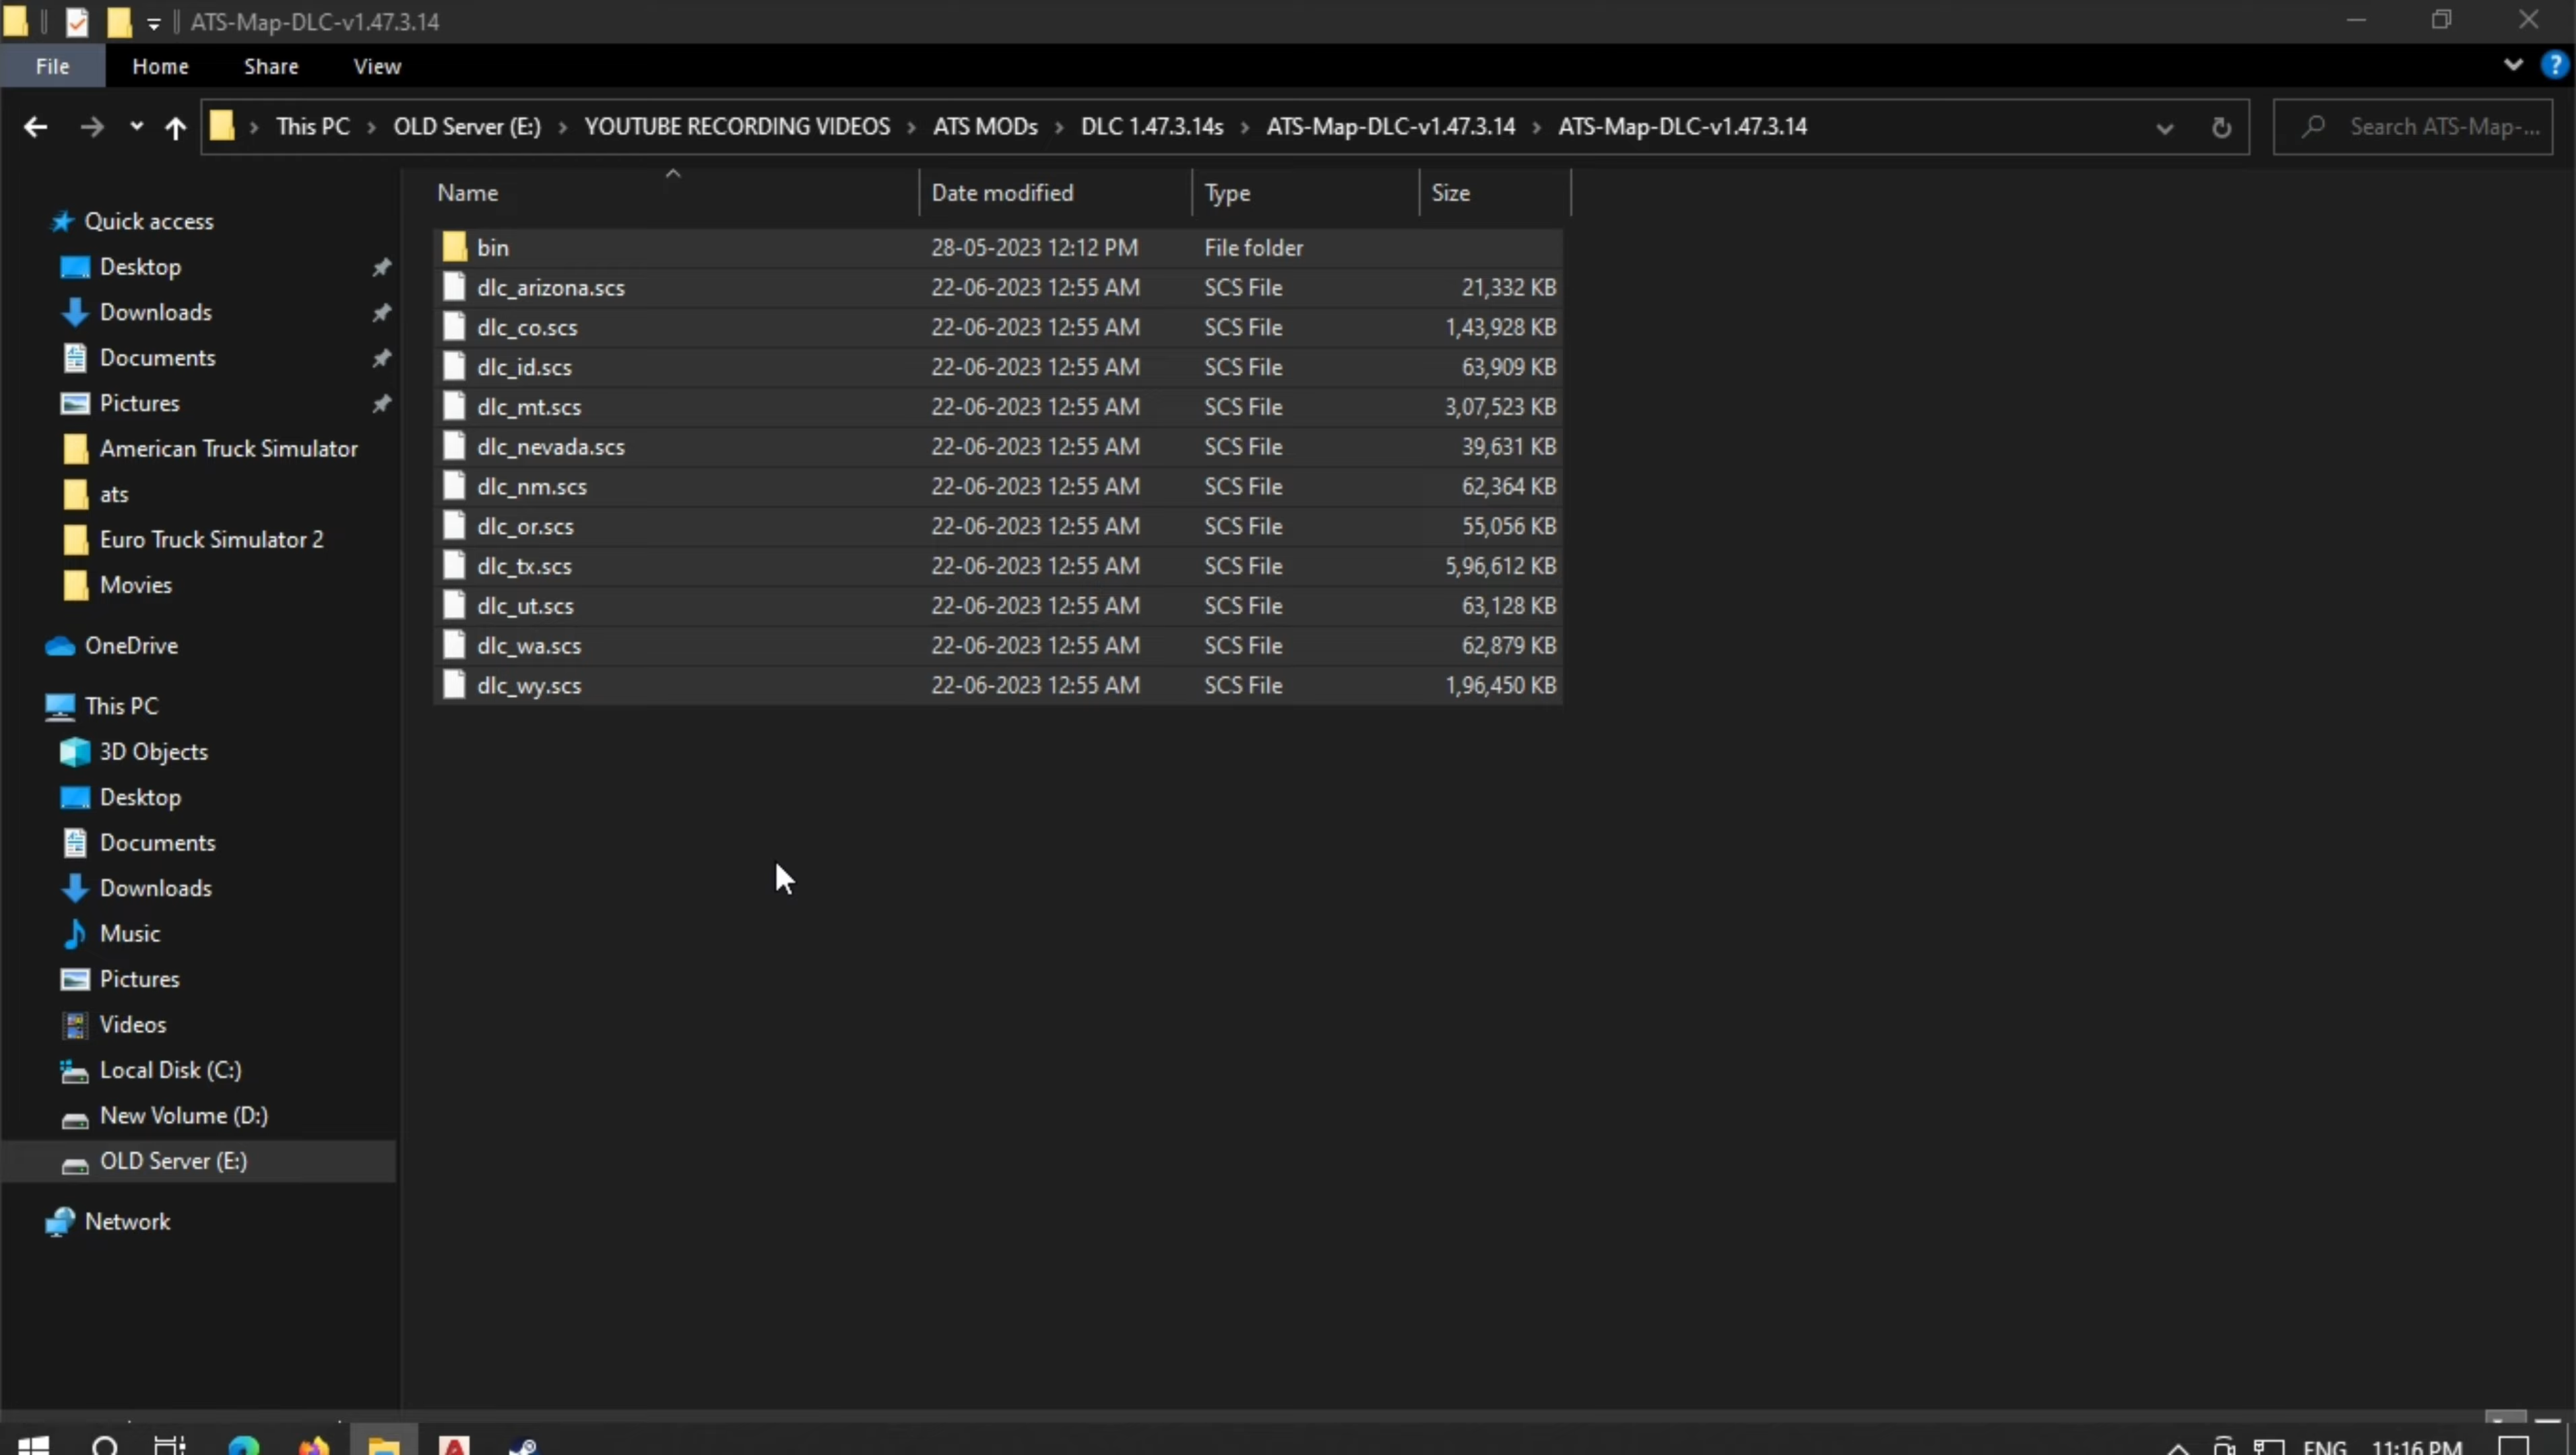 ATS-Map-DLC-v1.47.3.14
File Home Share View
This PC > OLD Server (E:) > YOUTUBE RECORDING VIDEOS > ATS MODs > DLC 1.47.3.14s > ATS-Map-DLC-v1.47.3.14 > ATS-Map-DLC-v1.47.3.14
Search ATS-Map-...
Quick access
Desktop
Downloads
Documents
Pictures
American Truck Simulator
ats
Euro Truck Simulator 2
Movies
OneDrive
This PC
3D Objects
Desktop
Documents
Downloads
Music
Pictures
Videos
Local Disk (C:)
New Volume (D:)
OLD Server (E:)
Network
Name Date modified Type Size
bin 28-05-2023 12:12 PM File folder
dlc_arizona.scs 22-06-2023 12:55 AM SCS File 21,332 KB
dlc_co.scs 22-06-2023 12:55 AM SCS File 1,43,928 KB
dlc_id.scs 22-06-2023 12:55 AM SCS File 63,909 KB
dlc_mt.scs 22-06-2023 12:55 AM SCS File 3,07,523 KB
dlc_nevada.scs 22-06-2023 12:55 AM SCS File 39,631 KB
dlc_nm.scs 22-06-2023 12:55 AM SCS File 62,364 KB
dlc_or.scs 22-06-2023 12:55 AM SCS File 55,056 KB
dlc_tx.scs 22-06-2023 12:55 AM SCS File 5,96,612 KB
dlc_ut.scs 22-06-2023 12:55 AM SCS File 63,128 KB
dlc_wa.scs 22-06-2023 12:55 AM SCS File 62,879 KB
dlc_wy.scs 22-06-2023 12:55 AM SCS File 1,96,450 KB
ENG 11:16 PM